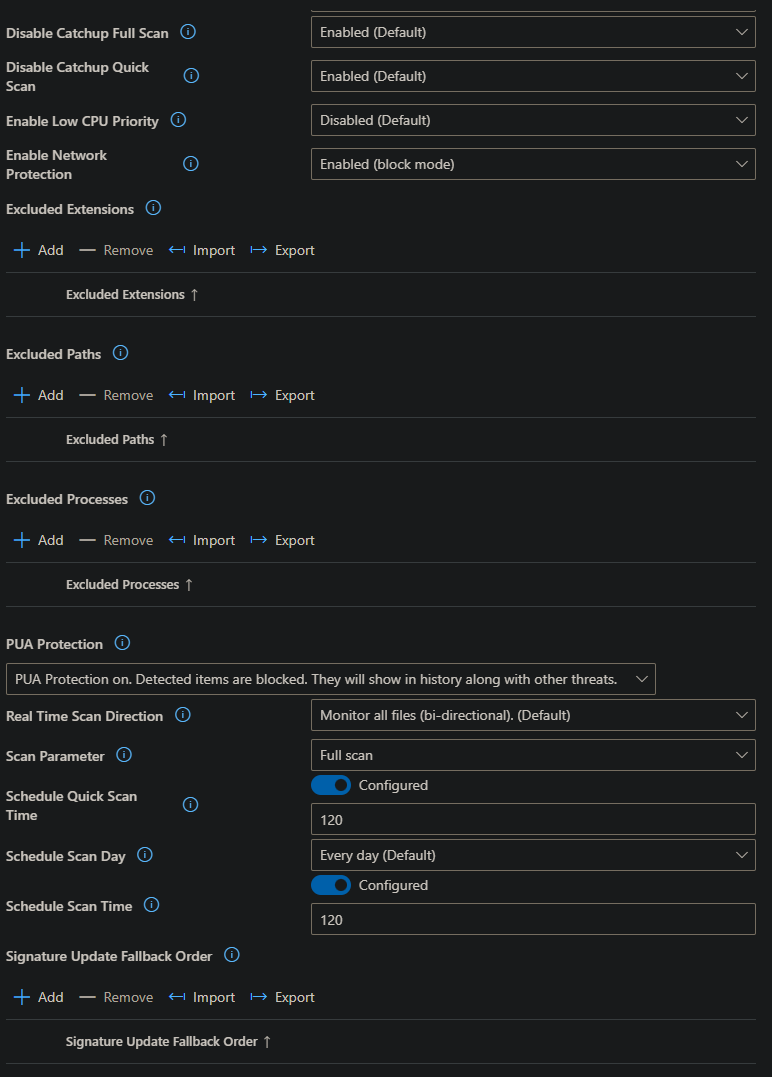 Disable Catchup Full Scan
Enabled (Default)
Disable Catchup Quick
Scan
Enabled (Default)
Enable Low CPU Priority
Disabled (Default)
Enable Network
Protection
Enabled (block mode)
Excluded Extensions
Add Remove Import Export
Excluded Extensions ↑
Excluded Paths
Add Remove Import Export
Excluded Paths ↑
Excluded Processes
Add Remove Import Export
Excluded Processes ↑
PUA Protection
PUA Protection on. Detected items are blocked. They will show in history along with other threats.
Real Time Scan Direction
Monitor all files (bi-directional). (Default)
Scan Parameter
Full scan
Configured
Schedule Quick Scan
Time
120
Schedule Scan Day
Every day (Default)
Configured
Schedule Scan Time
120
Signature Update Fallback Order
Add Remove Import Export
Signature Update Fallback Order ↑